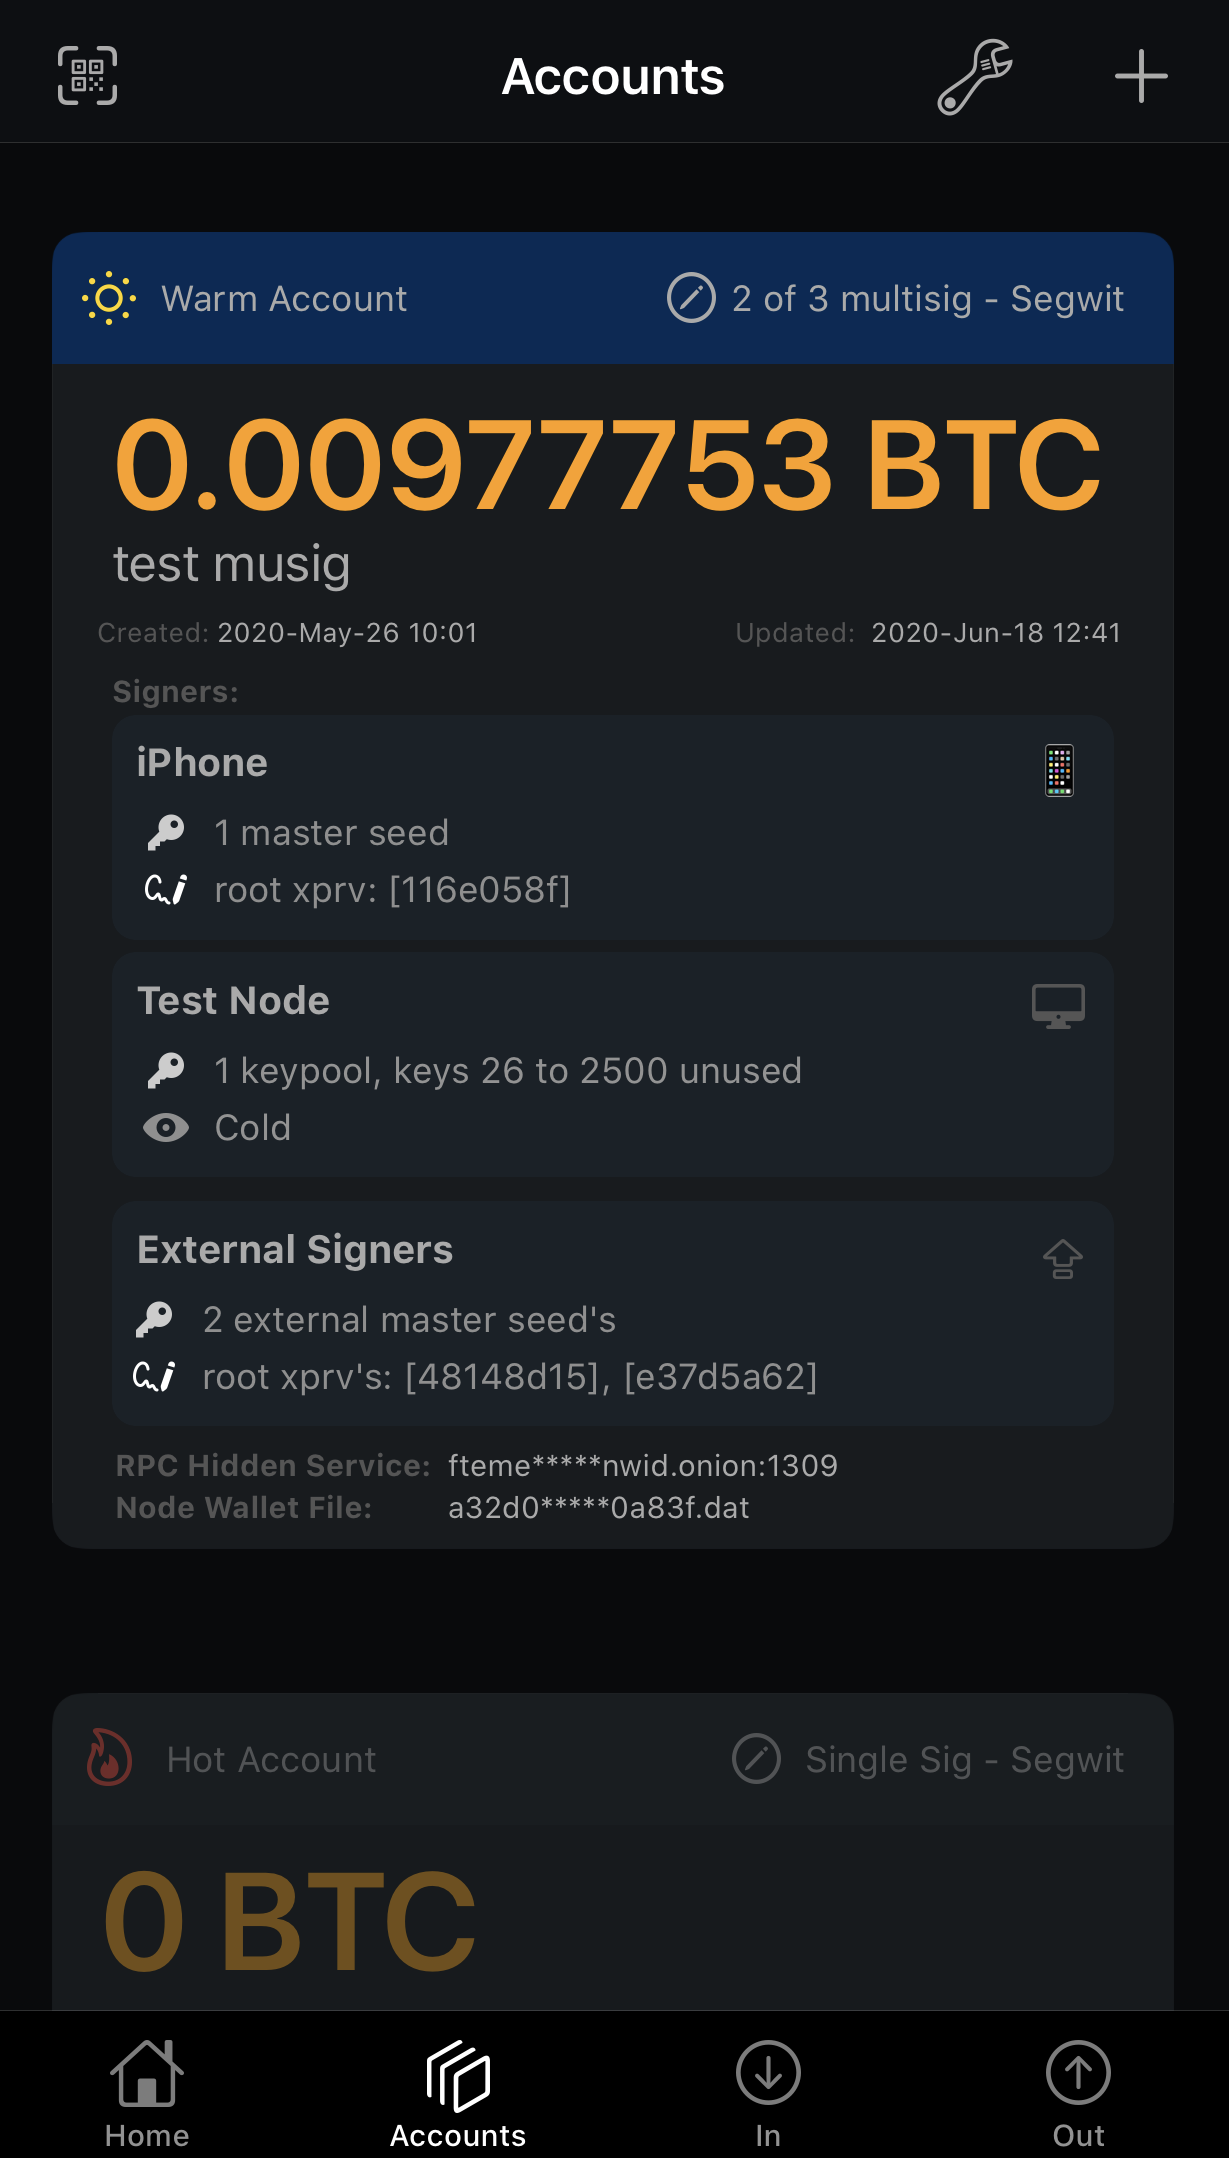 Accounts
Warm Account
2 of 3 multisig - Segwit
0.00977753 BTC
test musig
Created: 2020-May-26 10:01
Updated: 2020-Jun-18 12:41
Signers:
iPhone
1 master seed
root xprv: [116e058f]
Test Node
1 keypool, keys 26 to 2500 unused
Cold
External Signers
2 external master seed's
root xprv's: [48148d15], [e37d5a62]
RPC Hidden Service: fteme*****nwid.onion:1309
Node Wallet File: a32d0*****0a83f.dat
Hot Account
Single Sig - Segwit
0 BTC
Home
Accounts
In
Out